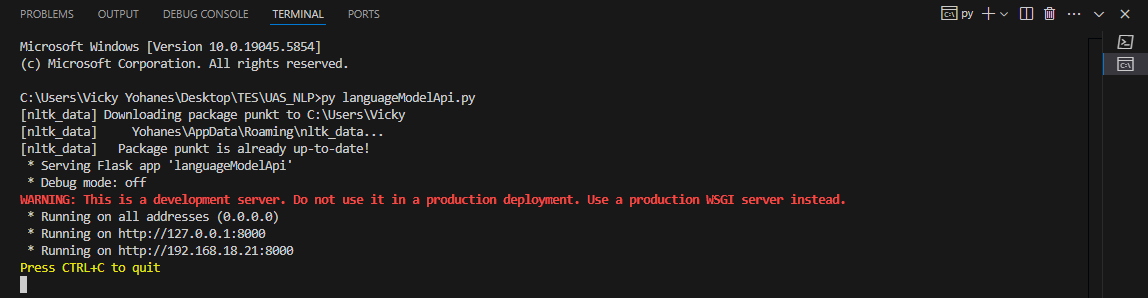 PROBLEMS OUTPUT DEBUG CONSOLE TERMINAL PORTS py
Microsoft Windows [Version 10.0.19045.5854]
(c) Microsoft Corporation. All rights reserved.
C:\Users\Vicky Yohanes\Desktop\TES\UAS_NLP>py languageModelApi.py
[nltk_data] Downloading package punkt to C:\Users\Vicky
[nltk_data]     Yohanes\AppData\Roaming\nltk_data...
[nltk_data]   Package punkt is already up-to-date!
 * Serving Flask app 'languageModelApi'
 * Debug mode: off
WARNING: This is a development server. Do not use it in a production deployment. Use a production WSGI server instead.
 * Running on all addresses (0.0.0.0)
 * Running on http://127.0.0.1:8000
 * Running on http://192.168.18.21:8000
Press CTRL+C to quit